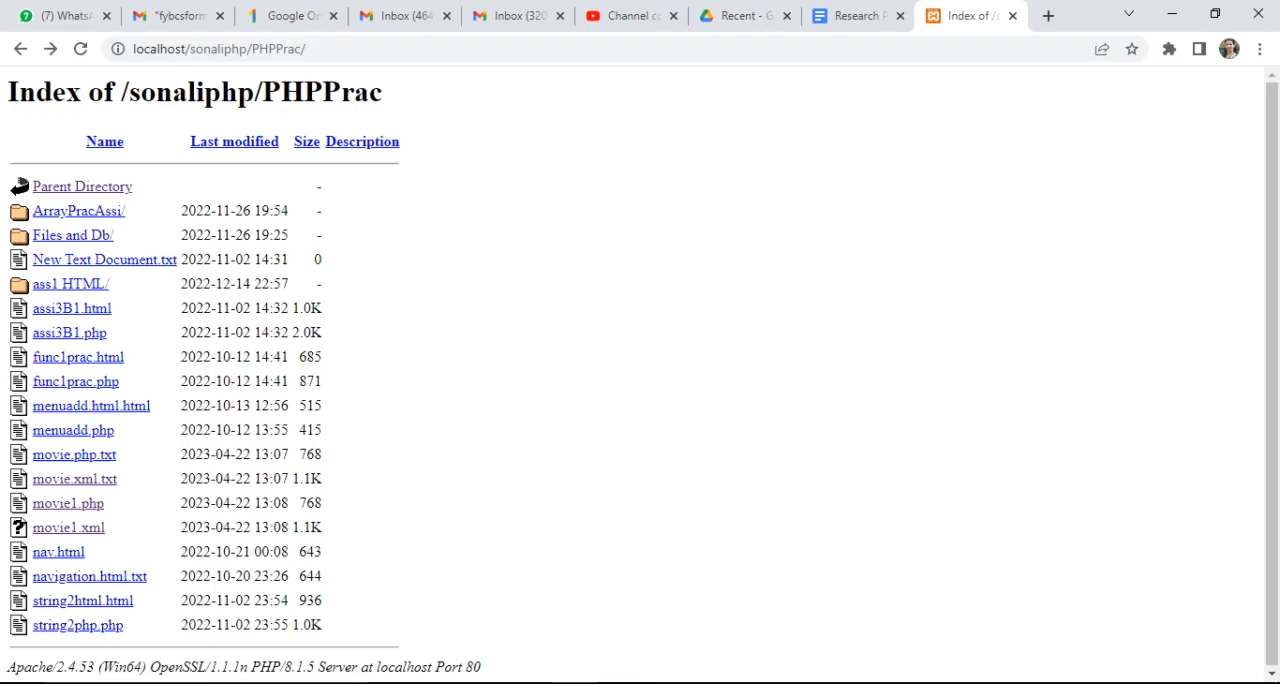 (7) WhatsA "fybcsform Google On Inbox (464 Inbox (320 Channel co Recent - G Research P Index of /s
localhost/sonaliphp/PHPPrac/
Index of /sonaliphp/PHPPrac
Name Last modified Size Description
Parent Directory -
ArrayPracAssi/ 2022-11-26 19:54 -
Files and Db/ 2022-11-26 19:25 -
New Text Document.txt 2022-11-02 14:31 0
ass1 HTML/ 2022-12-14 22:57 -
assi3B1.html 2022-11-02 14:32 1.0K
assi3B1.php 2022-11-02 14:32 2.0K
func1prac.html 2022-10-12 14:41 685
func1prac.php 2022-10-12 14:41 871
menuadd.html.html 2022-10-13 12:56 515
menuadd.php 2022-10-12 13:55 415
movie.php.txt 2023-04-22 13:07 768
movie.xml.txt 2023-04-22 13:07 1.1K
movie1.php 2023-04-22 13:08 768
movie1.xml 2023-04-22 13:08 1.1K
nav.html 2022-10-21 00:08 643
navigation.html.txt 2022-10-20 23:26 644
string2html.html 2022-11-02 23:54 936
string2php.php 2022-11-02 23:55 1.0K
Apache/2.4.53 (Win64) OpenSSL/1.1.1n PHP/8.1.5 Server at localhost Port 80